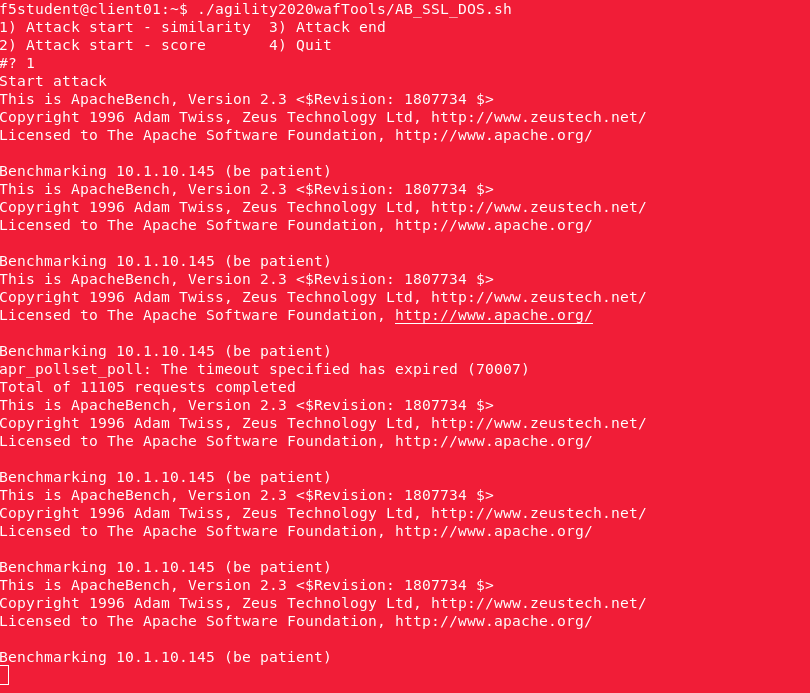 f5student@client01:~$ ./agility2020wafTools/AB_SSL_DOS.sh
1) Attack start - similarity  3) Attack end
2) Attack start - score       4) Quit
#? 1
Start attack
This is ApacheBench, Version 2.3 <$Revision: 1807734 $>
Copyright 1996 Adam Twiss, Zeus Technology Ltd, http://www.zeustech.net/
Licensed to The Apache Software Foundation, http://www.apache.org/

Benchmarking 10.1.10.145 (be patient)
This is ApacheBench, Version 2.3 <$Revision: 1807734 $>
Copyright 1996 Adam Twiss, Zeus Technology Ltd, http://www.zeustech.net/
Licensed to The Apache Software Foundation, http://www.apache.org/

Benchmarking 10.1.10.145 (be patient)
This is ApacheBench, Version 2.3 <$Revision: 1807734 $>
Copyright 1996 Adam Twiss, Zeus Technology Ltd, http://www.zeustech.net/
Licensed to The Apache Software Foundation, http://www.apache.org/

Benchmarking 10.1.10.145 (be patient)
apr_pollset_poll: The timeout specified has expired (70007)
Total of 11105 requests completed
This is ApacheBench, Version 2.3 <$Revision: 1807734 $>
Copyright 1996 Adam Twiss, Zeus Technology Ltd, http://www.zeustech.net/
Licensed to The Apache Software Foundation, http://www.apache.org/

Benchmarking 10.1.10.145 (be patient)
This is ApacheBench, Version 2.3 <$Revision: 1807734 $>
Copyright 1996 Adam Twiss, Zeus Technology Ltd, http://www.zeustech.net/
Licensed to The Apache Software Foundation, http://www.apache.org/

Benchmarking 10.1.10.145 (be patient)
This is ApacheBench, Version 2.3 <$Revision: 1807734 $>
Copyright 1996 Adam Twiss, Zeus Technology Ltd, http://www.zeustech.net/
Licensed to The Apache Software Foundation, http://www.apache.org/

Benchmarking 10.1.10.145 (be patient)